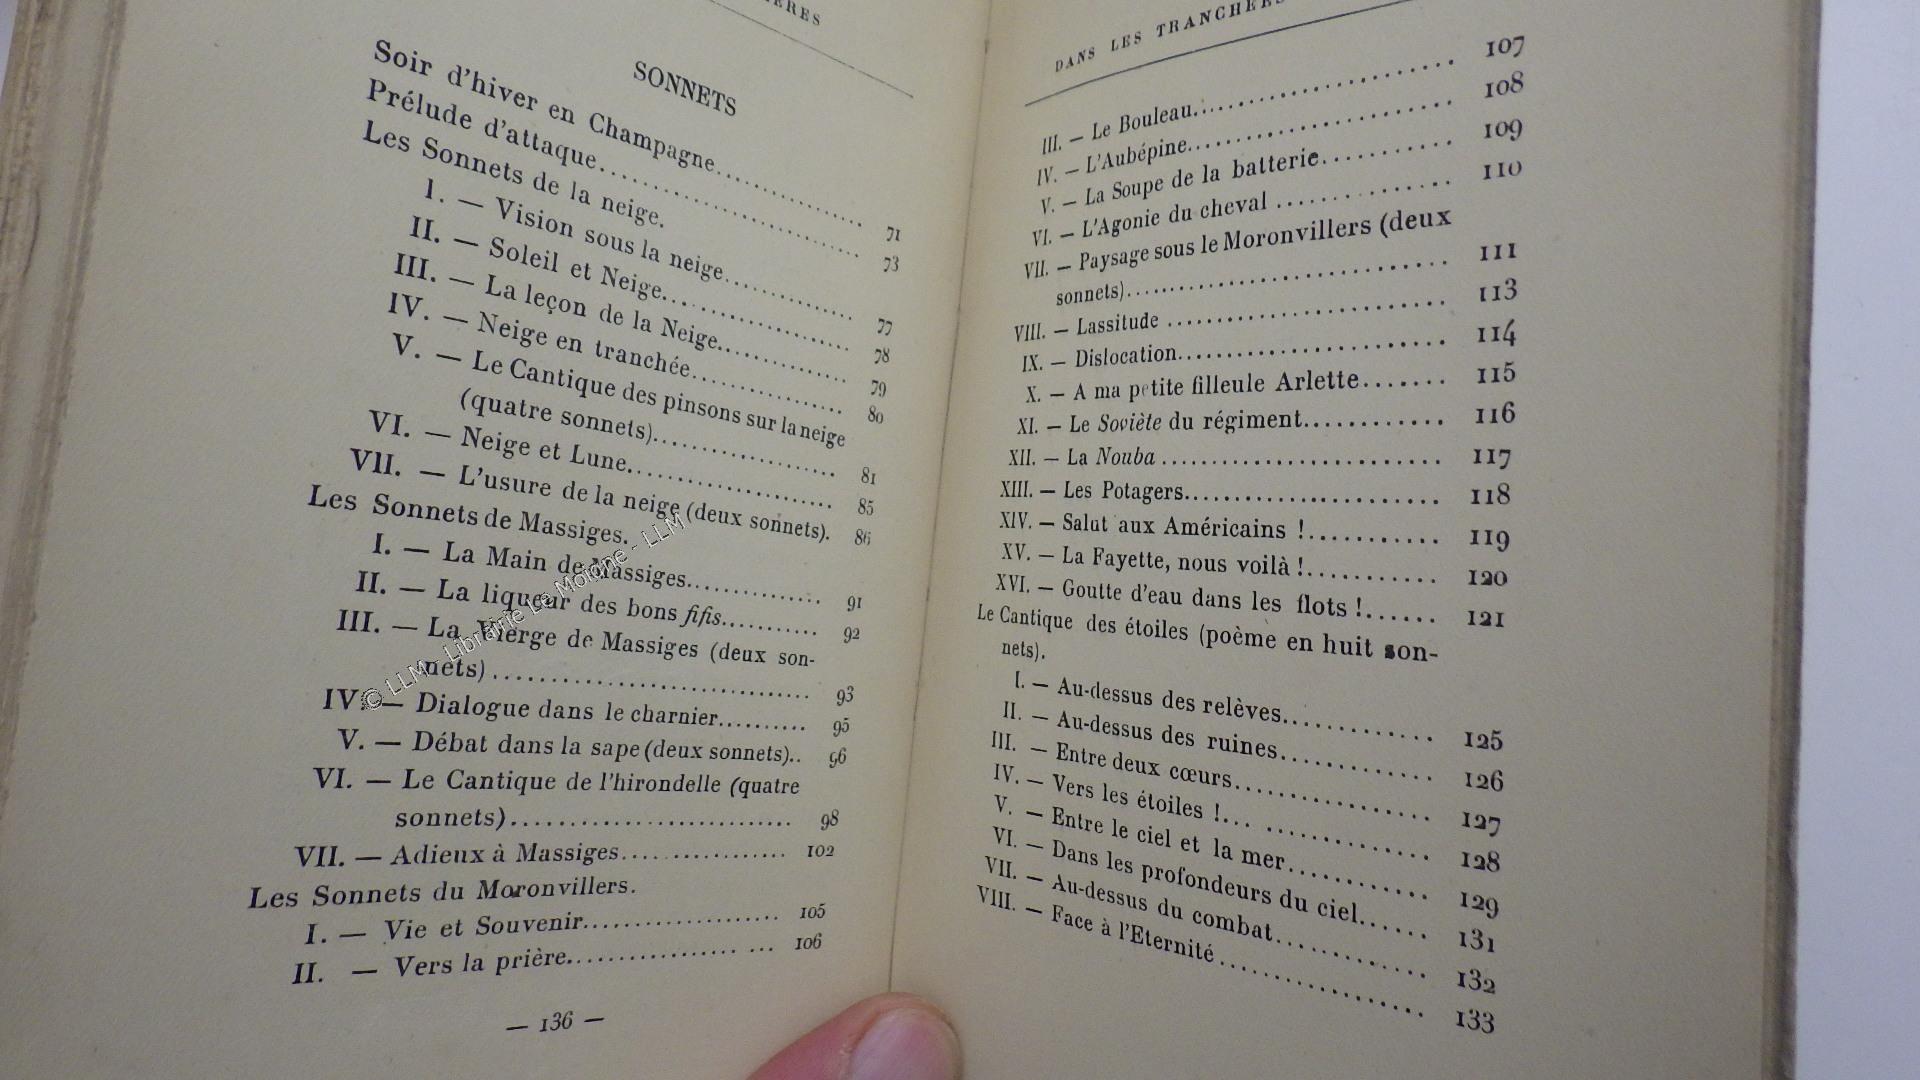 SONNETS
Soir d'hiver en Champagne.................. 71
Prélude d'attaque.................. 73
Les Sonnets de la neige.
I. — Vision sous la neige.............. 77
II. — Soleil et Neige.................. 78
III. — La leçon de la Neige.............. 79
IV. — Neige en tranchée.............. 80
V. — Le Cantique des pinsons sur la neige
(quatre sonnets).................. 81
VI. — Neige et Lune.................. 85
VII. — L'usure de la neige (deux sonnets). 86
Les Sonnets de Massiges.
I. — La Main de Massiges.............. 91
II. — La liqueur des bons fifis........... 92
III. — La Vierge de Massiges (deux son-
nets).............................. 93
IV. — Dialogue dans le charnier.......... 95
V. — Débat dans la sape (deux sonnets).. 96
VI. — Le Cantique de l'hirondelle (quatre
sonnets)............................ 98
VII. — Adieux à Massiges................. 102
Les Sonnets du Moronvillers.
I. — Vie et Souvenir.................... 105
II. — Vers la prière.................... 106
— 136 —
© LLM - Librairie Le Moidne - LLM
DANS LES TRANCHÉES
III. — Le Bouleau.......................... 107
IV. — L'Aubépine.......................... 108
V. — La Soupe de la batterie............ 109
VI. — L'Agonie du cheval ............... 110
VII. — Paysage sous le Moronvillers (deux
sonnets)............................ 111
VIII. — Lassitude ......................... 113
IX. — Dislocation......................... 114
X. — A ma petite filleule Arlette....... 115
XI. — Le Soviète du régiment............ 116
XII. — La Nouba ......................... 117
XIII. — Les Potagers....................... 118
XIV. — Salut aux Américains !........... 119
XV. — La Fayette, nous voilà !........... 120
XVI. — Goutte d'eau dans les flots !...... 121
Le Cantique des étoiles (poème en huit son-
nets).
I. — Au-dessus des relèves............. 125
II. — Au-dessus des ruines............. 126
III. — Entre deux cœurs................. 127
IV. — Vers les étoiles !... ............ 128
V. — Entre le ciel et la mer............ 129
VI. — Dans les profondeurs du ciel...... 131
VII. — Au-dessus du combat............. 132
VIII. — Face à l'Eternité ................ 133